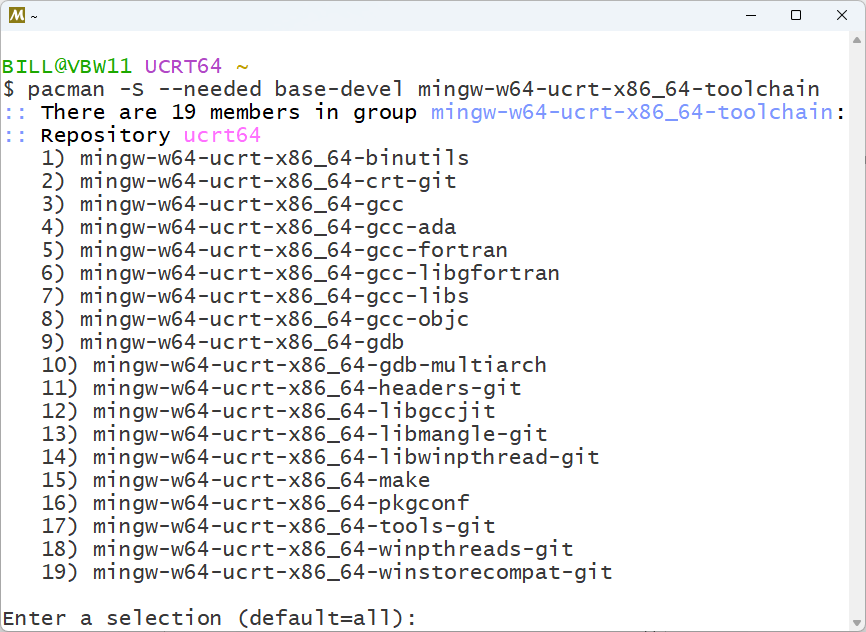 ~
BILL@VBW11 UCRT64 ~
$ pacman -S --needed base-devel mingw-w64-ucrt-x86_64-toolchain
:: There are 19 members in group mingw-w64-ucrt-x86_64-toolchain:
:: Repository ucrt64
1) mingw-w64-ucrt-x86_64-binutils
2) mingw-w64-ucrt-x86_64-crt-git
3) mingw-w64-ucrt-x86_64-gcc
4) mingw-w64-ucrt-x86_64-gcc-ada
5) mingw-w64-ucrt-x86_64-gcc-fortran
6) mingw-w64-ucrt-x86_64-gcc-libgfortran
7) mingw-w64-ucrt-x86_64-gcc-libs
8) mingw-w64-ucrt-x86_64-gcc-objc
9) mingw-w64-ucrt-x86_64-gdb
10) mingw-w64-ucrt-x86_64-gdb-multiarch
11) mingw-w64-ucrt-x86_64-headers-git
12) mingw-w64-ucrt-x86_64-libgccjit
13) mingw-w64-ucrt-x86_64-libmangle-git
14) mingw-w64-ucrt-x86_64-libwinpthread-git
15) mingw-w64-ucrt-x86_64-make
16) mingw-w64-ucrt-x86_64-pkgconf
17) mingw-w64-ucrt-x86_64-tools-git
18) mingw-w64-ucrt-x86_64-winpthreads-git
19) mingw-w64-ucrt-x86_64-winstorecompat-git
Enter a selection (default=all):